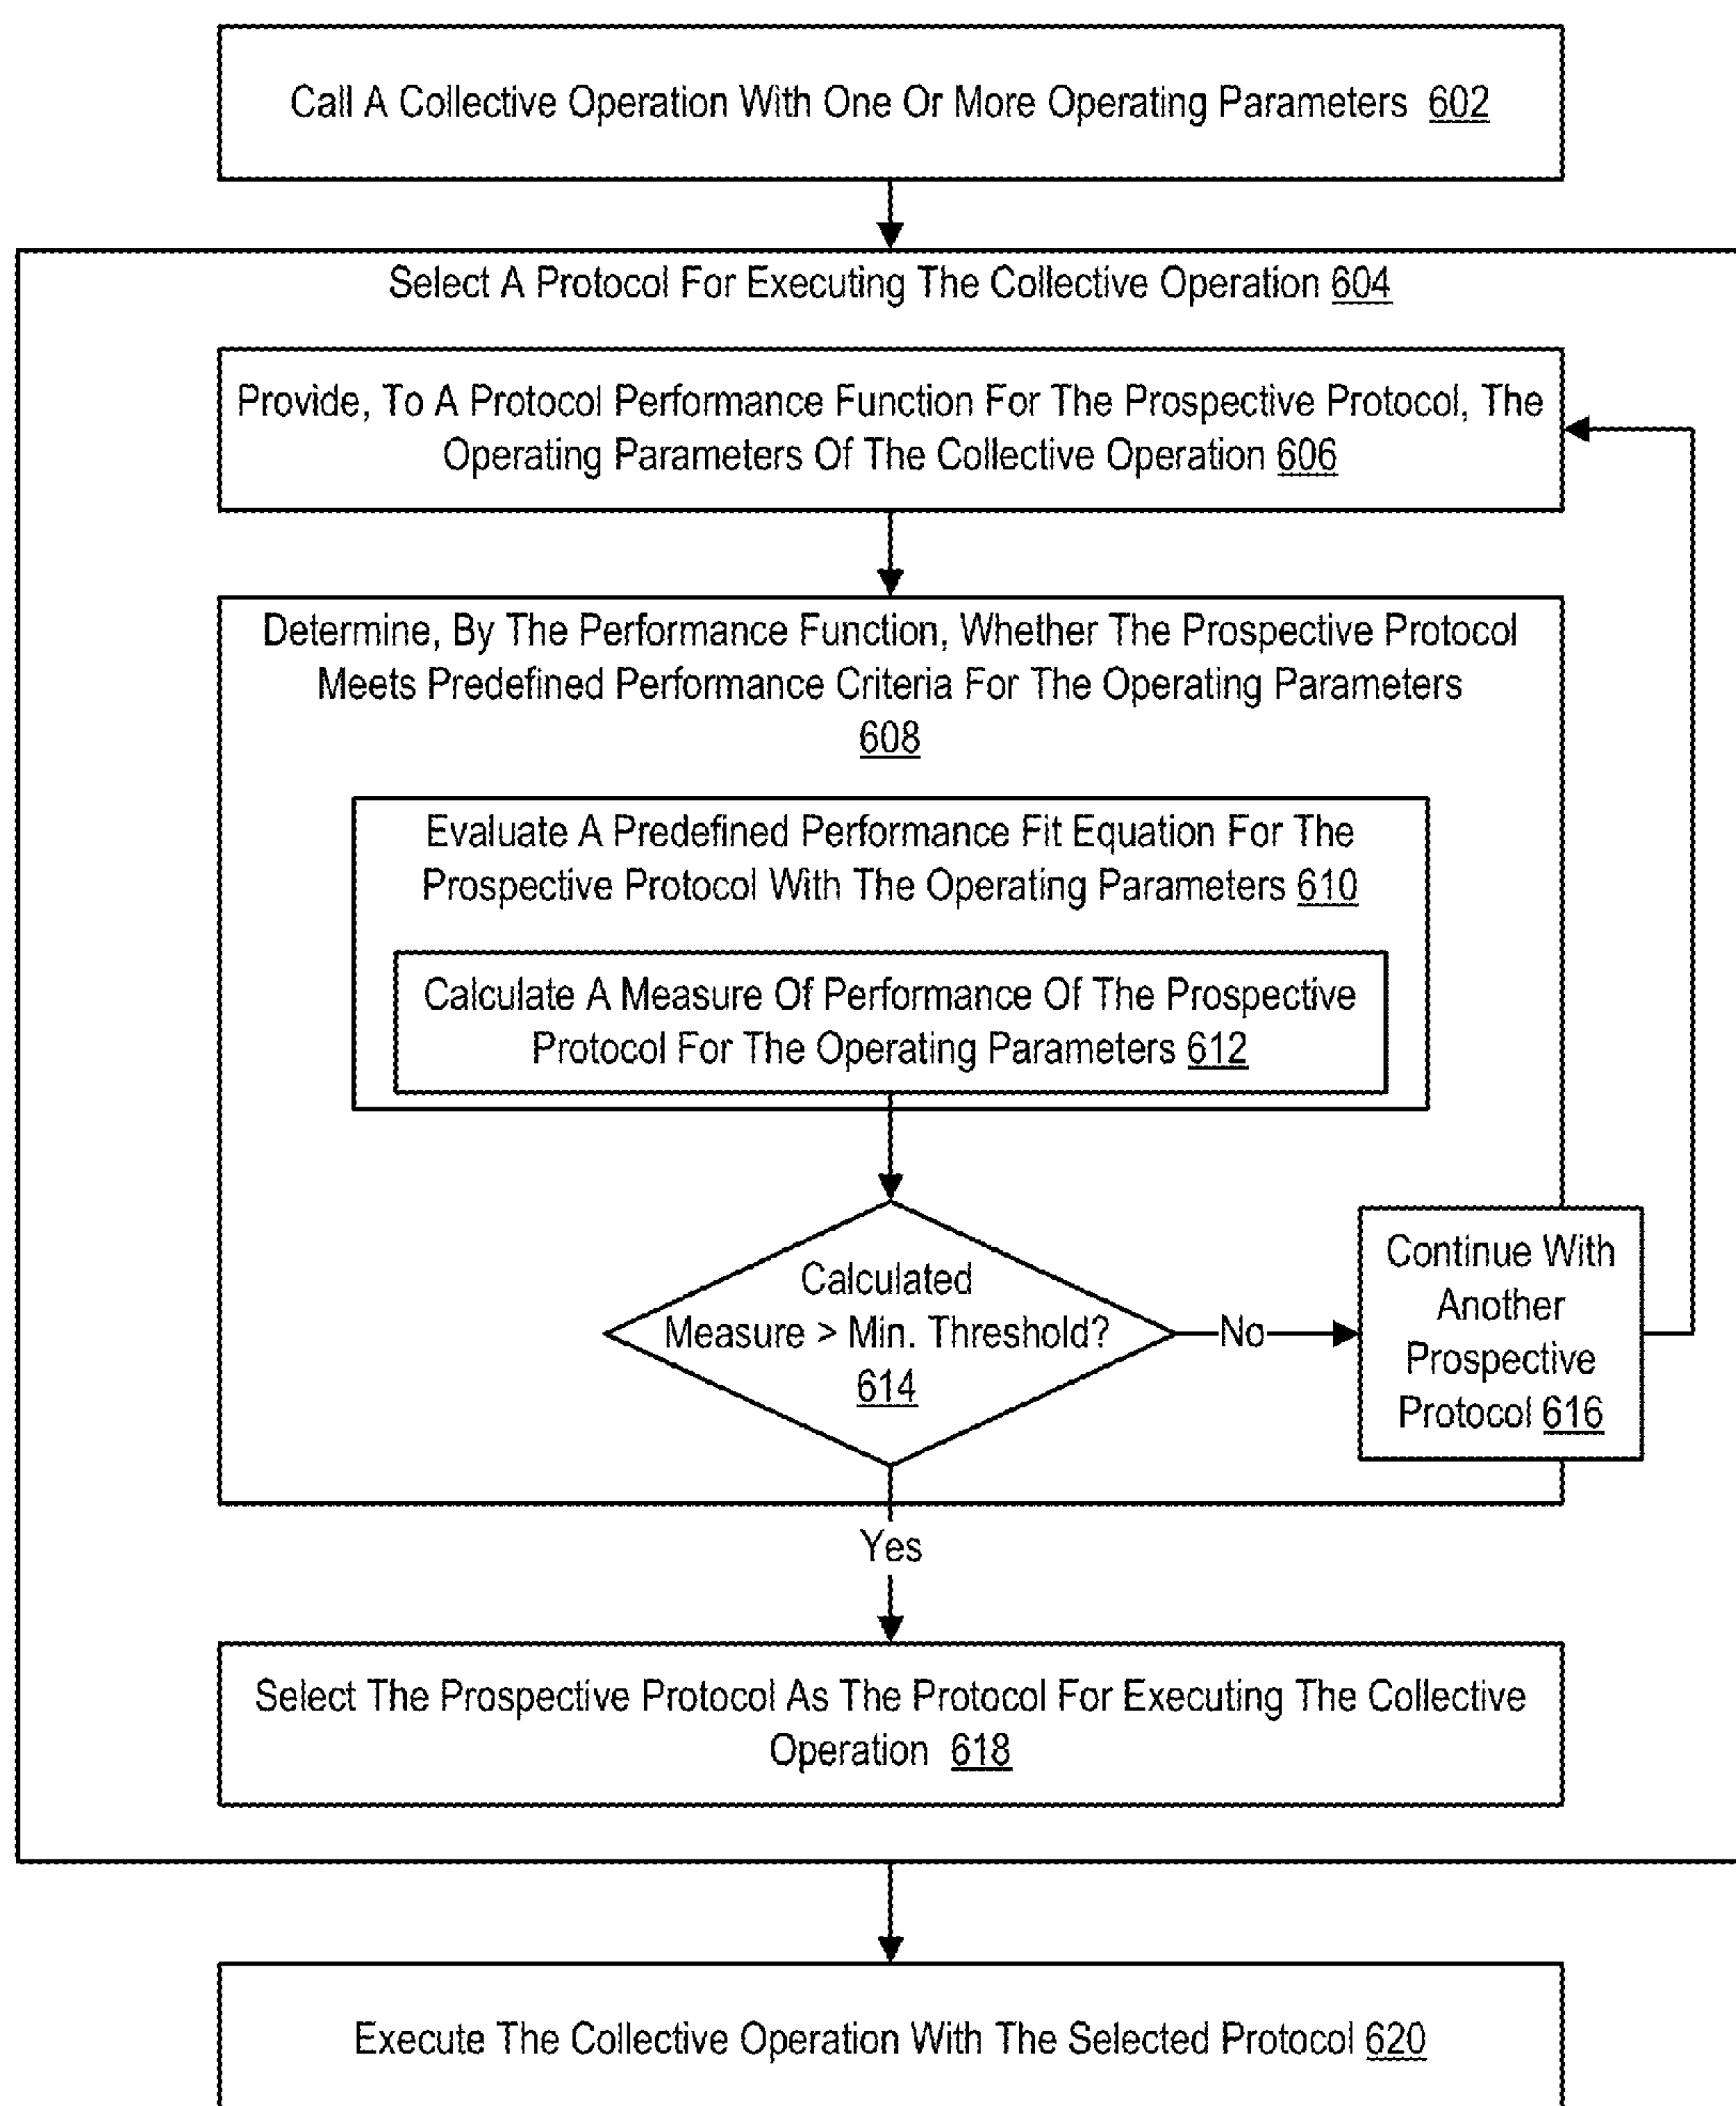 Call A Collective Operation With One Or More Operating Parameters 602
Select A Protocol For Executing The Collective Operation 604
Provide, To A Protocol Performance Function For The Prospective Protocol, The
Operating Parameters Of The Collective Operation 606
Determine, By The Performance Function, Whether The Prospective Protocol
Meets Predefined Performance Criteria For The Operating Parameters
608
Evaluate A Predefined Performance Fit Equation For The
Prospective Protocol With The Operating Parameters 610
Calculate A Measure Of Performance Of The Prospective
Protocol For The Operating Parameters 612
Calculated
Measure > Min. Threshold?
614
No
Continue With
Another
Prospective
Protocol 616
Yes
Select The Prospective Protocol As The Protocol For Executing The Collective
Operation 618
Execute The Collective Operation With The Selected Protocol 620